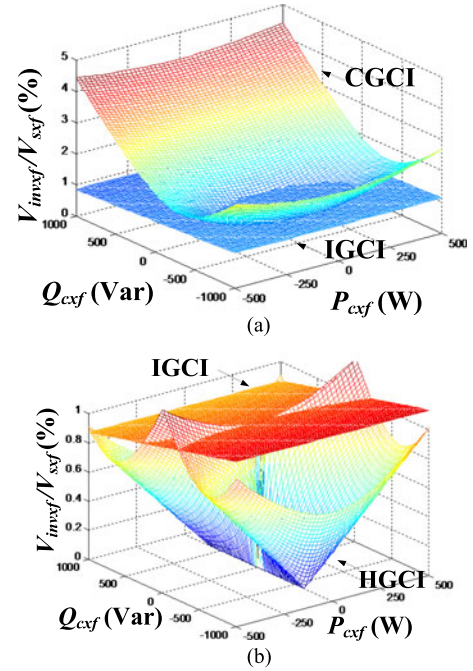 5
4
3
2
1
0
V_invxf/V_sxf (%)
CGCI
IGCI
1000
500
0
-500
-1000
Q_cxf (Var)
-500
-250
0
250
500
P_cxf (W)
(a)
IGCI
1
0.8
0.6
0.4
0.2
0
V_invxf/V_sxf (%)
HGCI
1000
500
0
-500
-1000
Q_cxf (Var)
-500
-250
0
250
500
P_cxf (W)
(b)